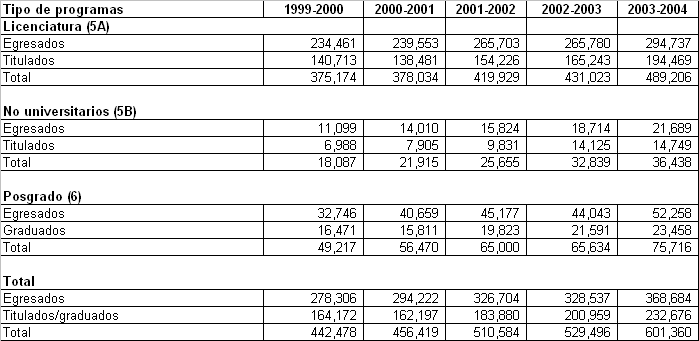 Tipo de programas 1999-2000 2000-2001 2001-2002 2002-2003 2003-2004
Licenciatura (5A)
Egresados 234,461 239,553 265,703 265,780 294,737
Titulados 140,713 138,481 154,226 165,243 194,469
Total 375,174 378,034 419,929 431,023 489,206
No universitarios (5B)
Egresados 11,099 14,010 15,824 18,714 21,689
Titulados 6,988 7,905 9,831 14,125 14,749
Total 18,087 21,915 25,655 32,839 36,438
Posgrado (6)
Egresados 32,746 40,659 45,177 44,043 52,258
Graduados 16,471 15,811 19,823 21,591 23,458
Total 49,217 56,470 65,000 65,634 75,716
Total
Egresados 278,306 294,222 326,704 328,537 368,684
Titulados/graduados 164,172 162,197 183,880 200,959 232,676
Total 442,478 456,419 510,584 529,496 601,360